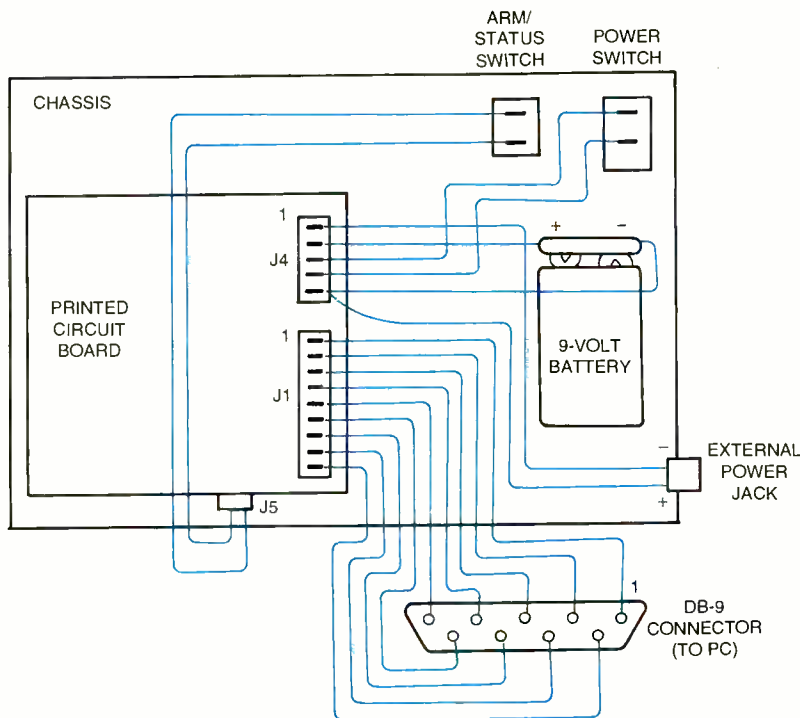 ARM/
STATUS
SWITCH
POWER
SWITCH
CHASSIS
1
J4
+ −
PRINTED
CIRCUIT
BOARD
1
J1
9-VOLT
BATTERY
−
EXTERNAL
POWER
JACK
+
J5
1
DB-9
CONNECTOR
(TO PC)